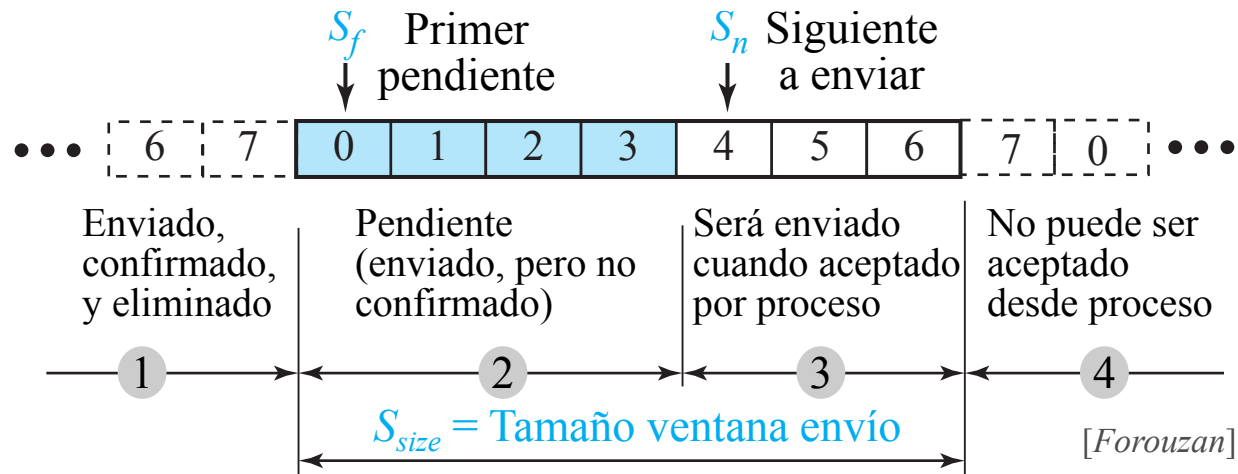 S_f Primer pendiente
S_n Siguiente a enviar
••• 6 7 0 1 2 3 4 5 6 7 0 •••
Enviado,
confirmado,
y eliminado
Pendiente
(enviado, pero no
confirmado)
Será enviado
cuando aceptado
por proceso
No puede ser
aceptado
desde proceso
1 2 3 4
S_size = Tamaño ventana envío
[Forouzan]